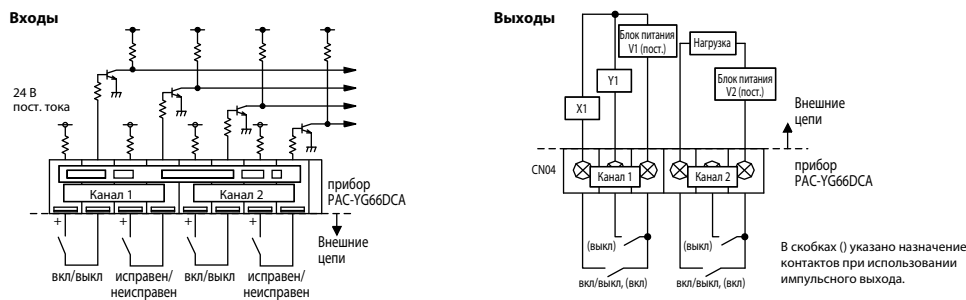 Входы
24 В
пост. тока
Канал 1
Канал 2
прибор
PAC-YG66DCA
Внешние
цепи
+
+
+
+
вкл/выкл
исправен/
неисправен
вкл/выкл
исправен/
неисправен
Выходы
Блок питания
V1 (пост.)
Нагрузка
Y1
Блок питания
V2 (пост.)
X1
Внешние
цепи
CN04
Канал 1
Канал 2
прибор
PAC-YG66DCA
(выкл)
(выкл)
вкл/выкл, (вкл)
вкл/выкл, (вкл)
В скобках () указано назначение
контактов при использовании
импульсного выхода.